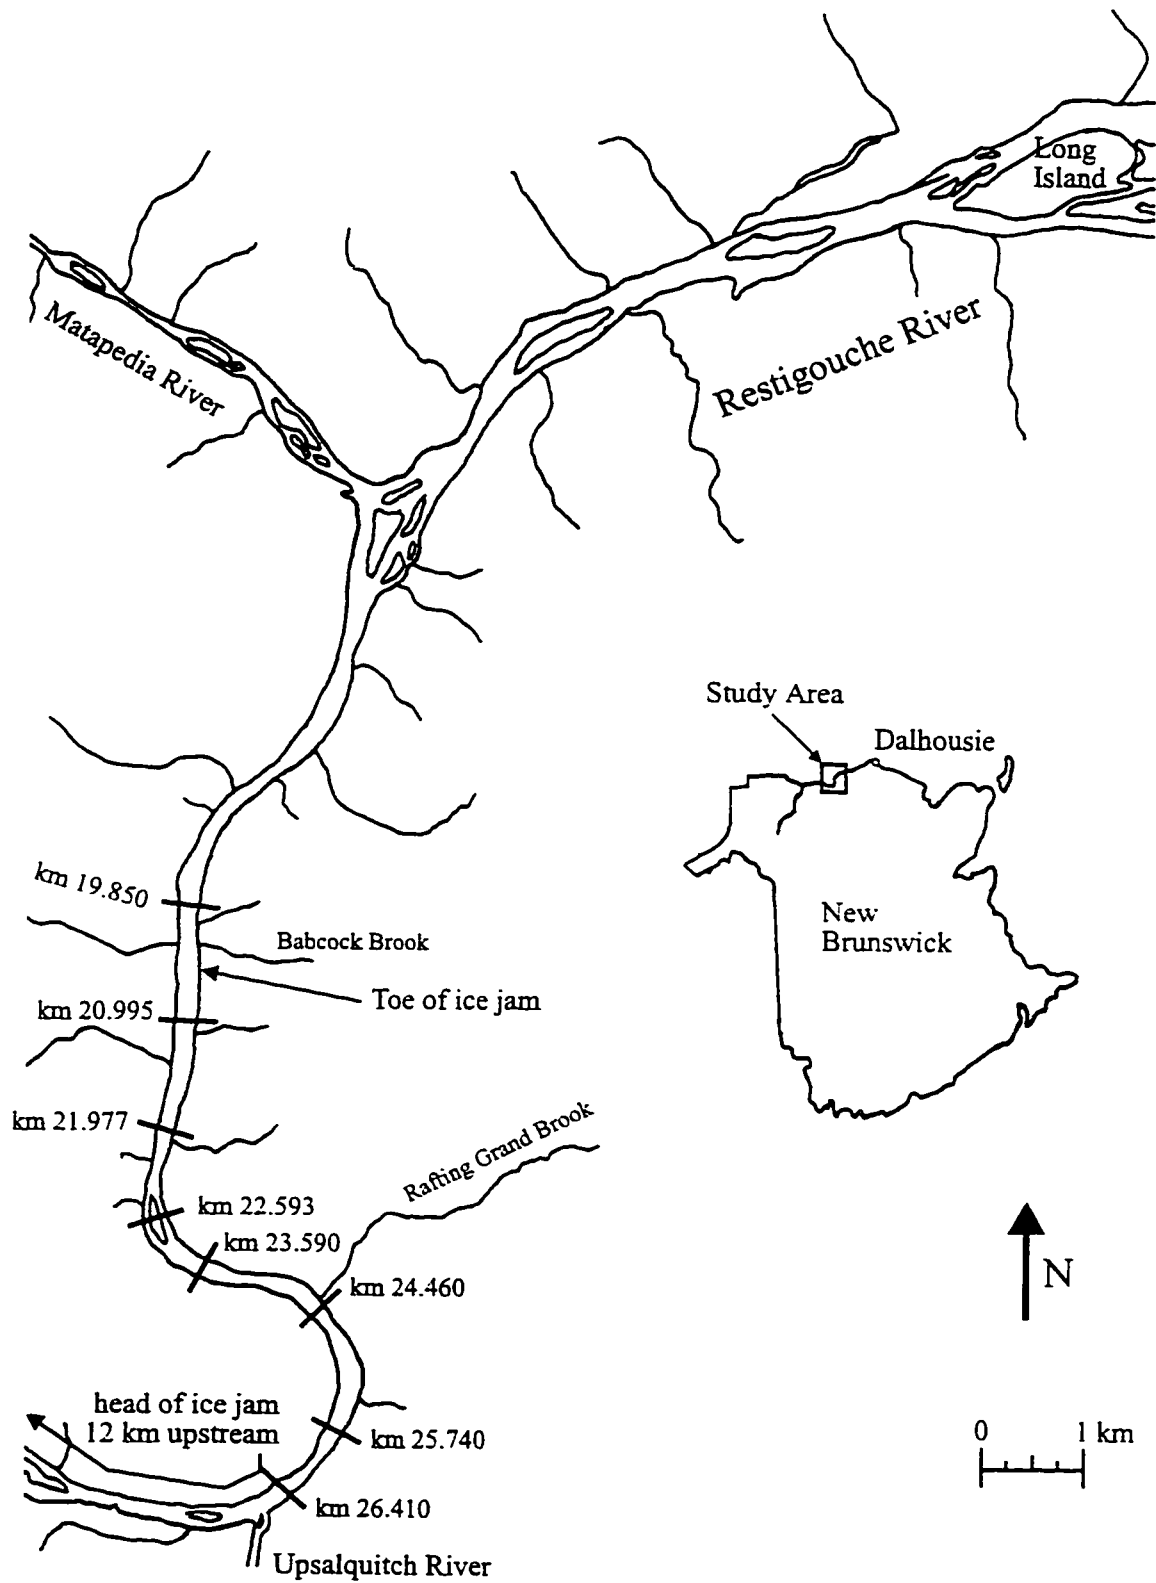 Long
Island
Matapedia River
Restigouche River
Study Area
Dalhousie
km 19.850
New
Brunswick
Babcock Brook
Toe of ice jam
km 20.995
km 21.977
Rafting Grand Brook
km 22.593
km 23.590
km 24.460
N
head of ice jam
12 km upstream
km 25.740
0 1 km
km 26.410
Upsalquitch River